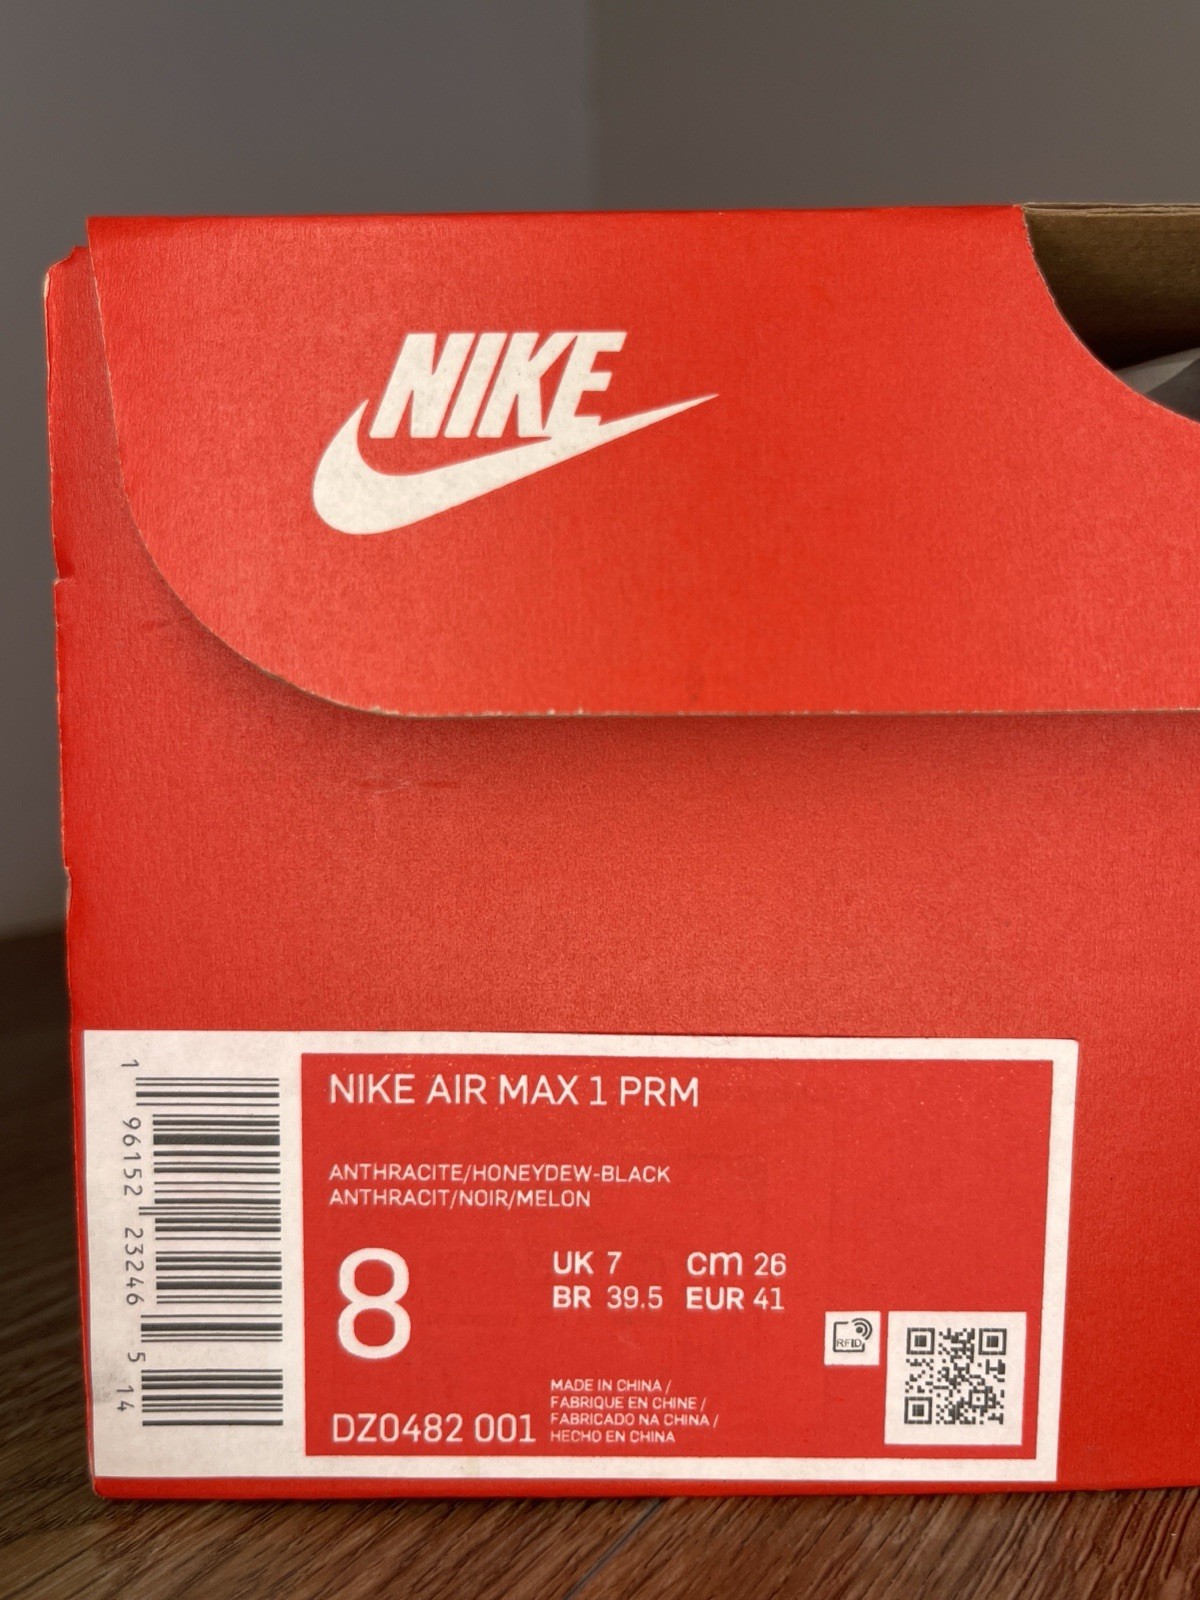 NIKE
1 96152 23246 5 14
NIKE AIR MAX 1 PRM
ANTHRACITE/HONEYDEW-BLACK
ANTHRACIT/NOIR/MELON
8
UK 7 cm 26
BR 39.5 EUR 41
RFID
MADE IN CHINA /
FABRIQUE EN CHINE /
FABRICADO NA CHINA /
HECHO EN CHINA
DZ0482 001